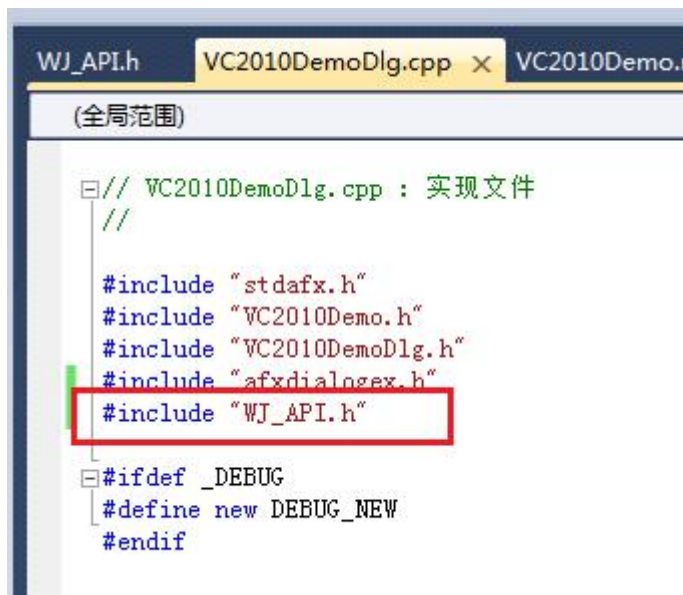 WJ_API.h VC2010DemoDlg.cpp × VC2010Demo.
(全局范围)
// VC2010DemoDlg.cpp : 实现文件
//
#include "stdafx.h"
#include "VC2010Demo.h"
#include "VC2010DemoDlg.h"
#include "afxdialogex.h"
#include "WJ_API.h"
#ifdef _DEBUG
#define new DEBUG_NEW
#endif